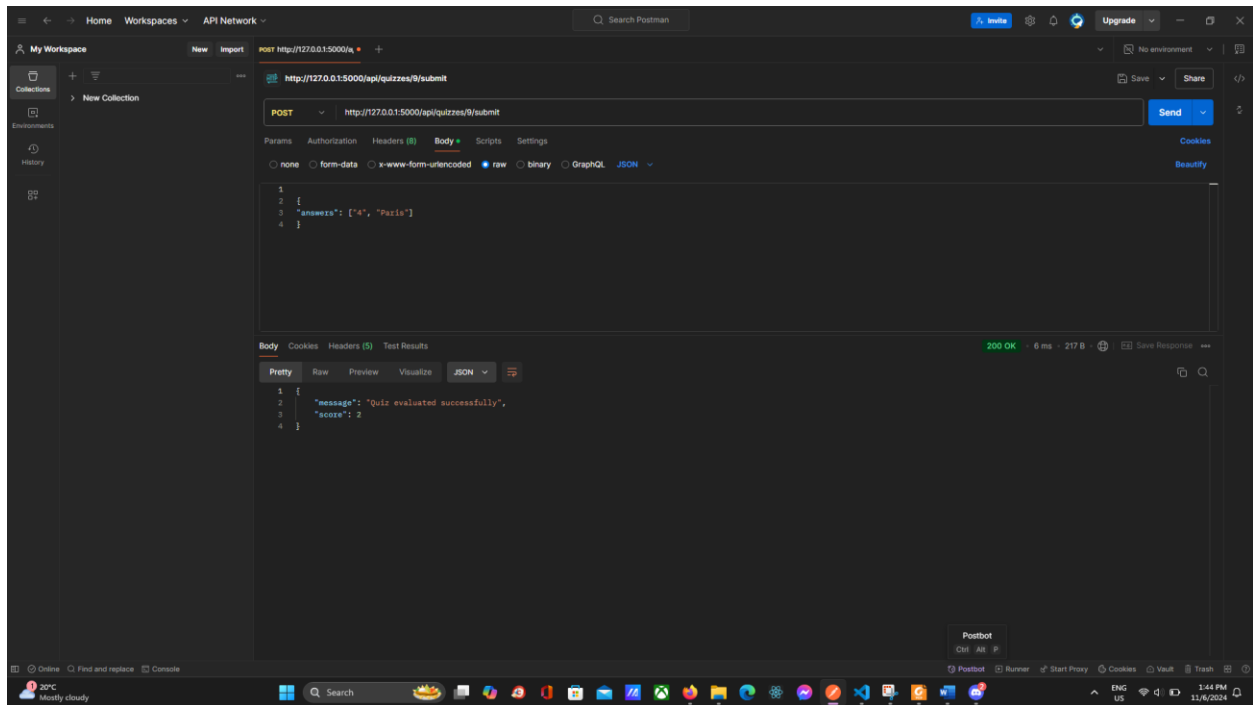 Home Workspaces API Network Search Postman Invite Upgrade
My Workspace New Import POST http://127.0.0.1:5000/a No environment
Collections
Environments
History
New Collection
http://127.0.0.1:5000/api/quizzes/9/submit Save Share
POST http://127.0.0.1:5000/api/quizzes/9/submit Send
Params Authorization Headers (8) Body Scripts Settings Cookies
none form-data x-www-form-urlencoded raw binary GraphQL JSON Beautify
1
2 {
3 "answers": ["4", "Paris"]
4 }
Body Cookies Headers (5) Test Results 200 OK 6 ms 217 B Save Response
Pretty Raw Preview Visualize JSON
1 {
2 "message": "Quiz evaluated successfully",
3 "score": 2
4 }
Postbot
Ctrl Alt P
Online Find and replace Console Postbot Runner Start Proxy Cookies Vault Trash
1 20°C
Mostly cloudy
Search
ENG
US
1:44 PM
11/6/2024